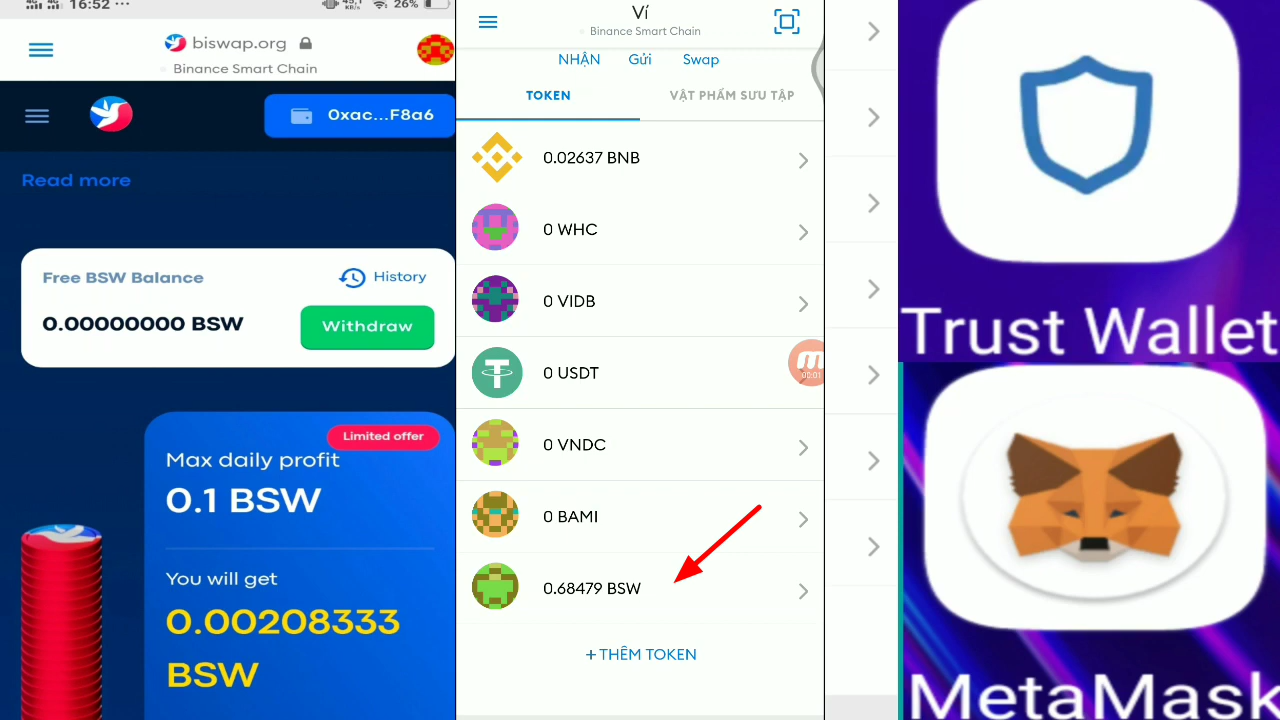 16:52 ...
26%
biswap.org
Binance Smart Chain
0xac...F8a6
Read more
Free BSW Balance
History
0.00000000 BSW
Withdraw
Limited offer
Max daily profit
0.1 BSW
You will get
0.00208333
BSW
Ví
Binance Smart Chain
NHẬN Gửi Swap
TOKEN VẬT PHẨM SƯU TẬP
0.02637 BNB
0 WHC
0 VIDB
0 USDT
00:01
0 VNDC
0 BAMI
0.68479 BSW
+ THÊM TOKEN
Trust Wallet
MetaMask